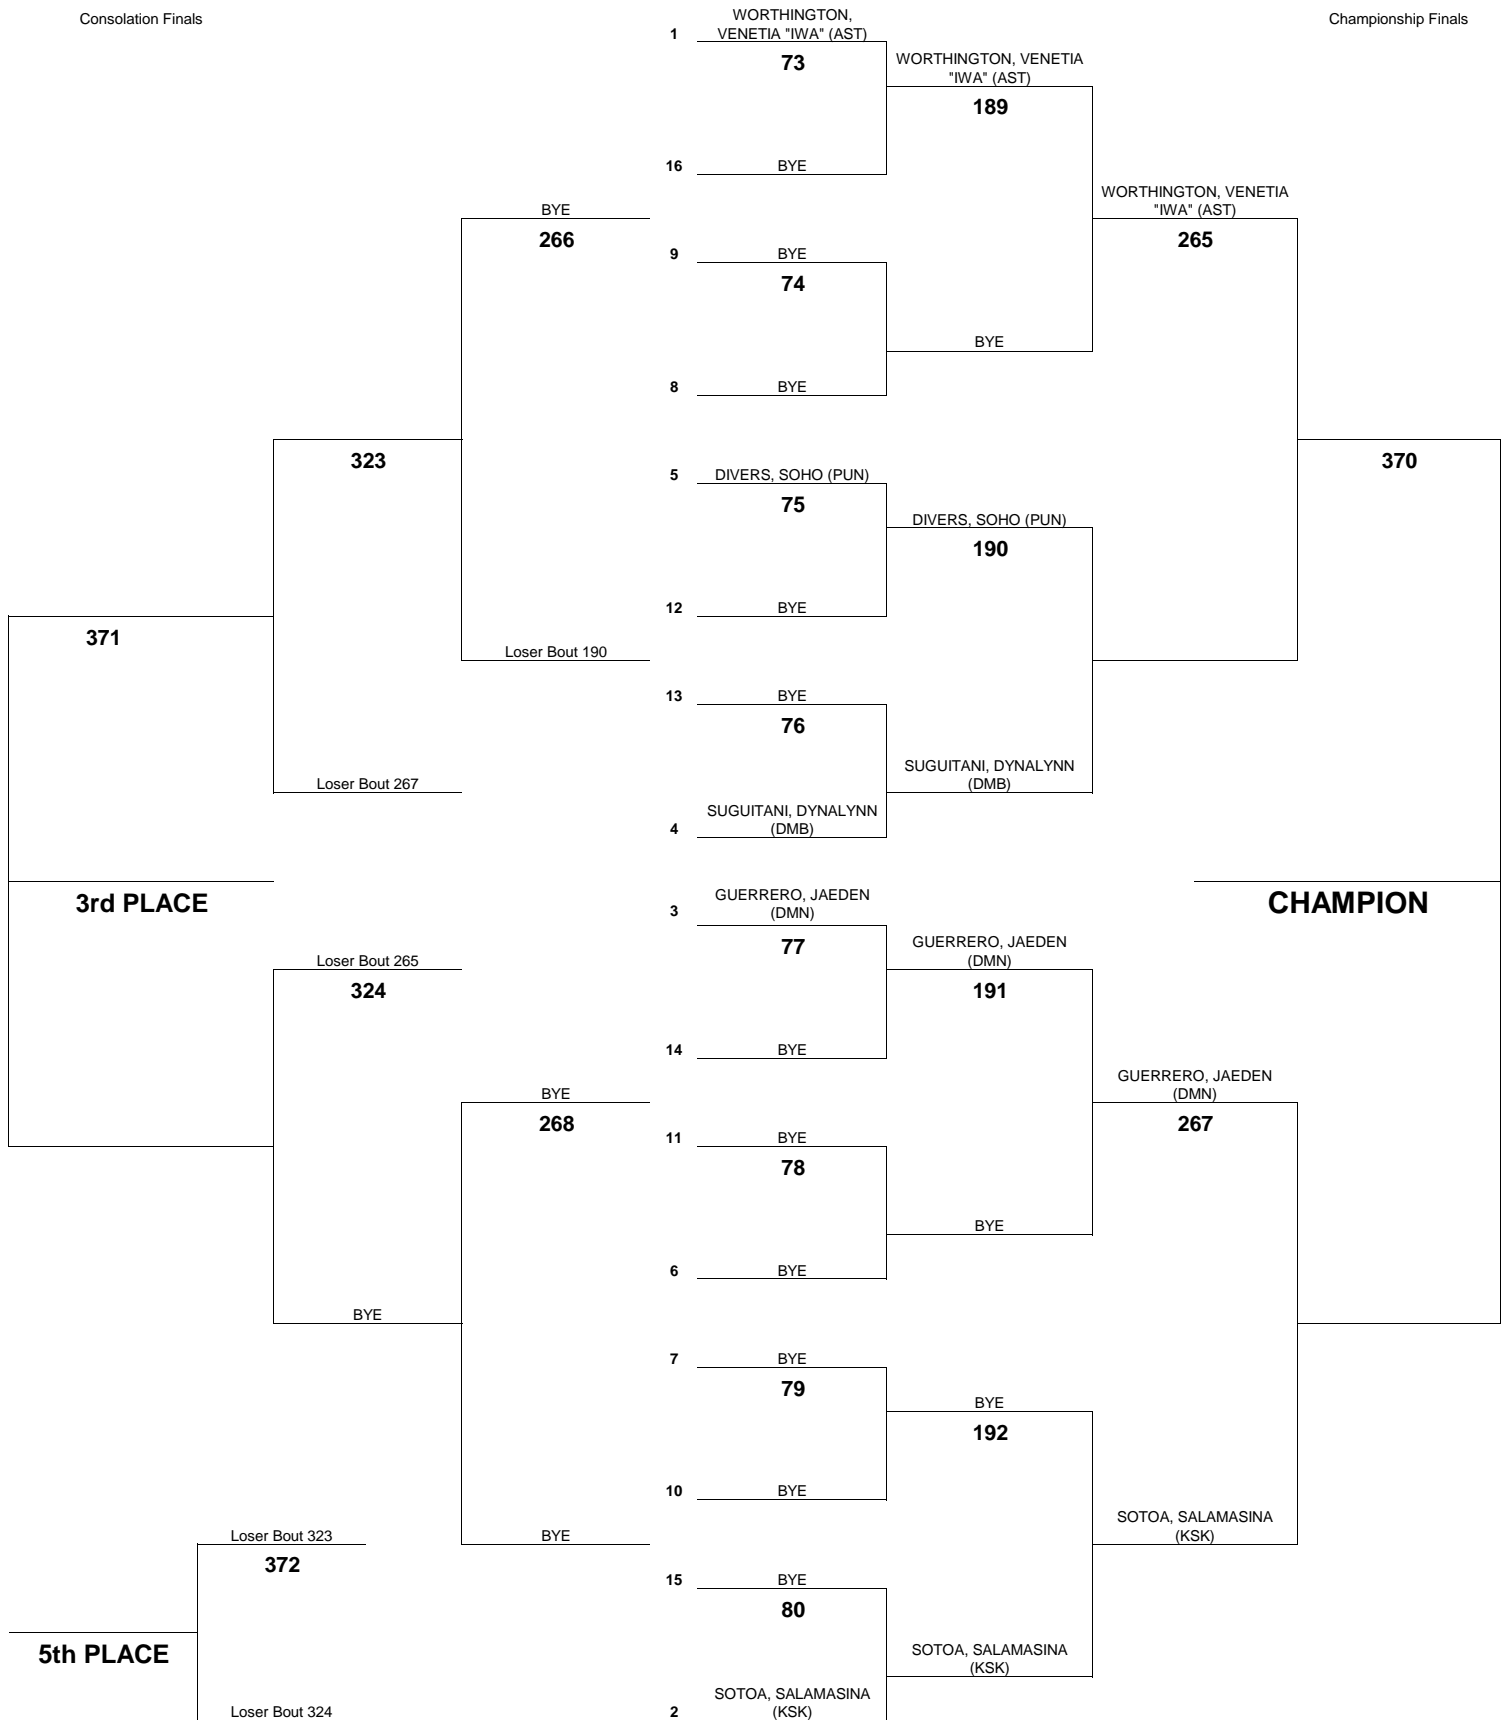 Consolation Finals
Championship Finals
WORTHINGTON,
1 VENETIA "IWA" (AST)
73
WORTHINGTON, VENETIA
"IWA" (AST)
189
16 BYE
WORTHINGTON, VENETIA
"IWA" (AST)
BYE
266
265
9 BYE
74
BYE
8 BYE
323
370
5 DIVERS, SOHO (PUN)
75
DIVERS, SOHO (PUN)
190
12 BYE
371
Loser Bout 190
13 BYE
76
SUGUITANI, DYNALYNN
(DMB)
Loser Bout 267
SUGUITANI, DYNALYNN
4 (DMB)
3rd PLACE
CHAMPION
GUERRERO, JAEDEN
3 (DMN)
77
GUERRERO, JAEDEN
(DMN)
Loser Bout 265
324
191
14 BYE
GUERRERO, JAEDEN
(DMN)
BYE
268
267
11 BYE
78
BYE
6 BYE
BYE
7 BYE
79
BYE
192
10 BYE
SOTOA, SALAMASINA
(KSK)
Loser Bout 323
BYE
372
15 BYE
80
5th PLACE
SOTOA, SALAMASINA
(KSK)
SOTOA, SALAMASINA
2 (KSK)
Loser Bout 324